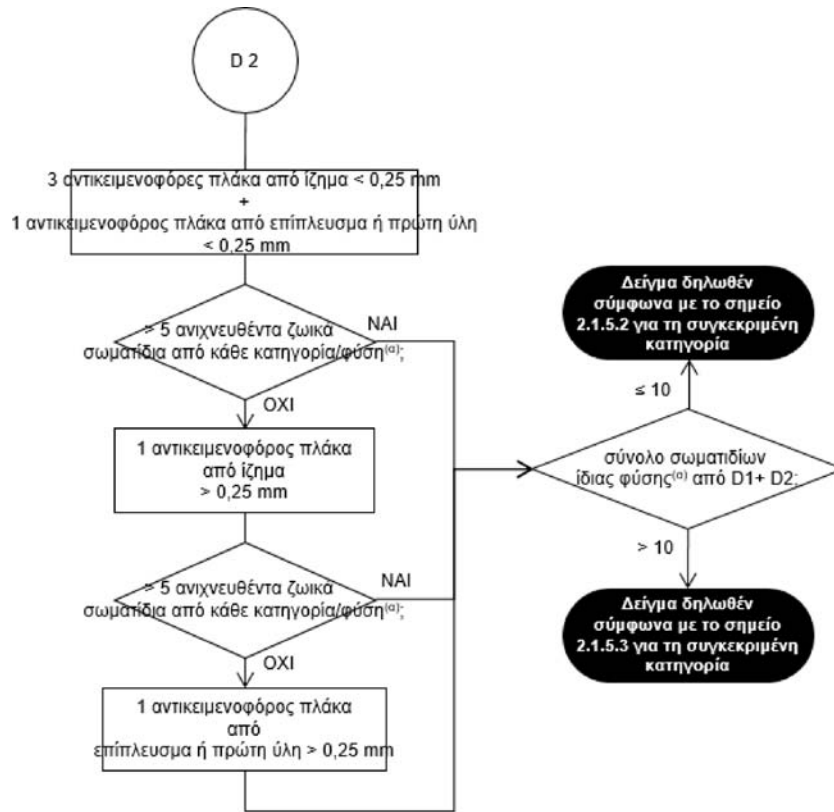 D 2
3 αντικειμενοφόρες πλάκα από ίζημα < 0,25 mm
+
1 αντικειμενοφόρος πλάκα από επίπλευσμα ή πρώτη ύλη
< 0,25 mm
> 5 ανιχνευθέντα ζωικά
σωματίδια από κάθε κατηγορία/φύση(α);
ΝΑΙ
ΟΧΙ
1 αντικειμενοφόρος πλάκα
από ίζημα
> 0,25 mm
> 5 ανιχνευθέντα ζωικά
σωματίδια από κάθε κατηγορία/φύση(α);
ΝΑΙ
ΟΧΙ
1 αντικειμενοφόρος πλάκα
από
επίπλευσμα ή πρώτη ύλη > 0,25 mm
Δείγμα δηλωθέν
σύμφωνα με το σημείο
2.1.5.2 για τη συγκεκριμένη
κατηγορία
≤ 10
σύνολο σωματιδίων
ίδιας φύσης(α) από D1+ D2;
> 10
Δείγμα δηλωθέν
σύμφωνα με το σημείο
2.1.5.3 για τη συγκεκριμένη
κατηγορία